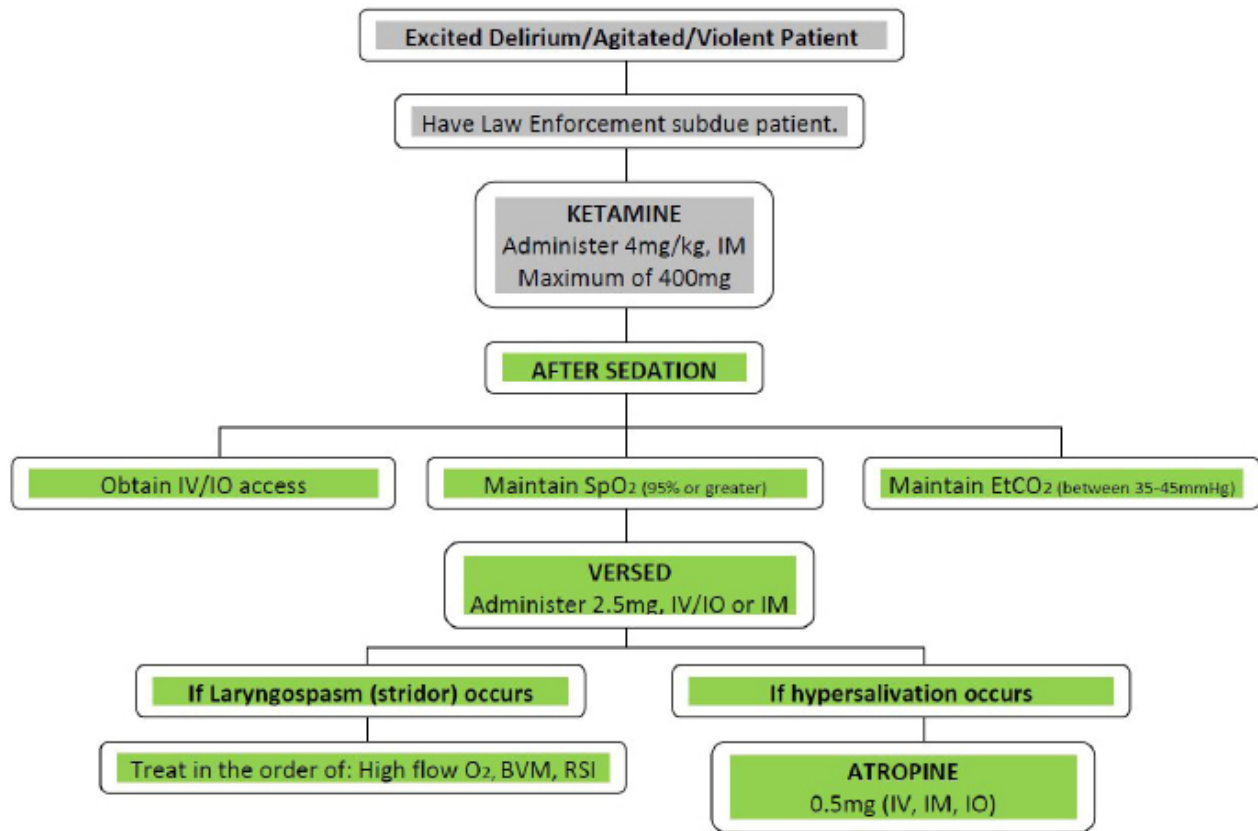 Excited Delirium/Agitated/Violent Patient
Have Law Enforcement subdue patient.
KETAMINE
Administer 4mg/kg, IM
Maximum of 400mg
AFTER SEDATION
Obtain IV/IO access
Maintain SpO₂ (95% or greater)
Maintain EtCO₂ (between 35-45mmHg)
VERSED
Administer 2.5mg, IV/IO or IM
If Laryngospasm (stridor) occurs
If hypersalivation occurs
Treat in the order of: High flow O₂, BVM, RSI
ATROPINE
0.5mg (IV, IM, IO)